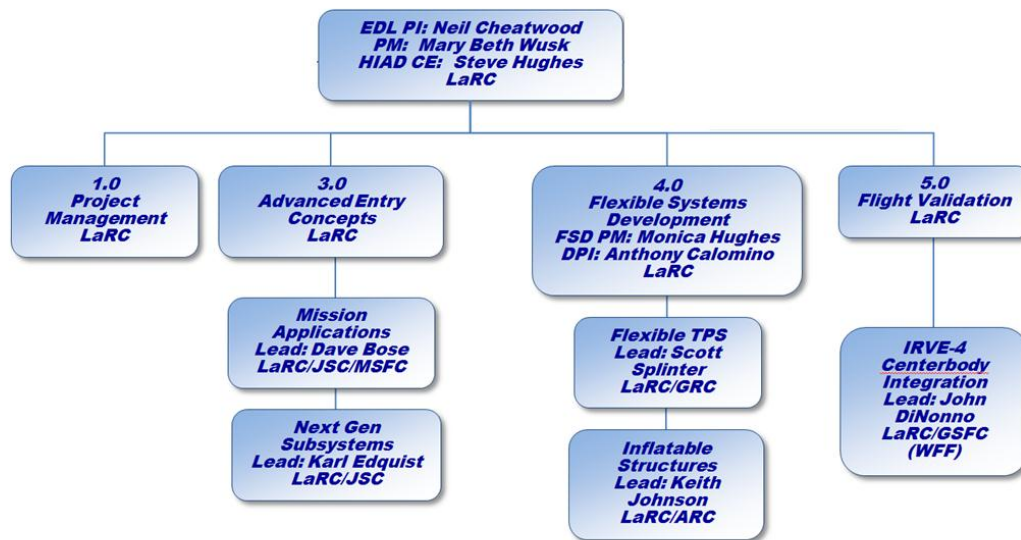 EDL PI: Neil Cheatwood
PM: Mary Beth Wusk
HIAD CE: Steve Hughes
LaRC
1.0
Project
Management
LaRC
3.0
Advanced Entry
Concepts
LaRC
4.0
Flexible Systems
Development
FSD PM: Monica Hughes
DPI: Anthony Calomino
LaRC
5.0
Flight Validation
LaRC
Mission
Applications
Lead: Dave Bose
LaRC/JSC/MSFC
Flexible TPS
Lead: Scott
Splinter
LaRC/GRC
IRVE-4
Centerbody
Integration
Lead: John
DiNonno
LaRC/GSFC
(WFF)
Next Gen
Subsystems
Lead: Karl Edquist
LaRC/JSC
Inflatable
Structures
Lead: Keith
Johnson
LaRC/ARC